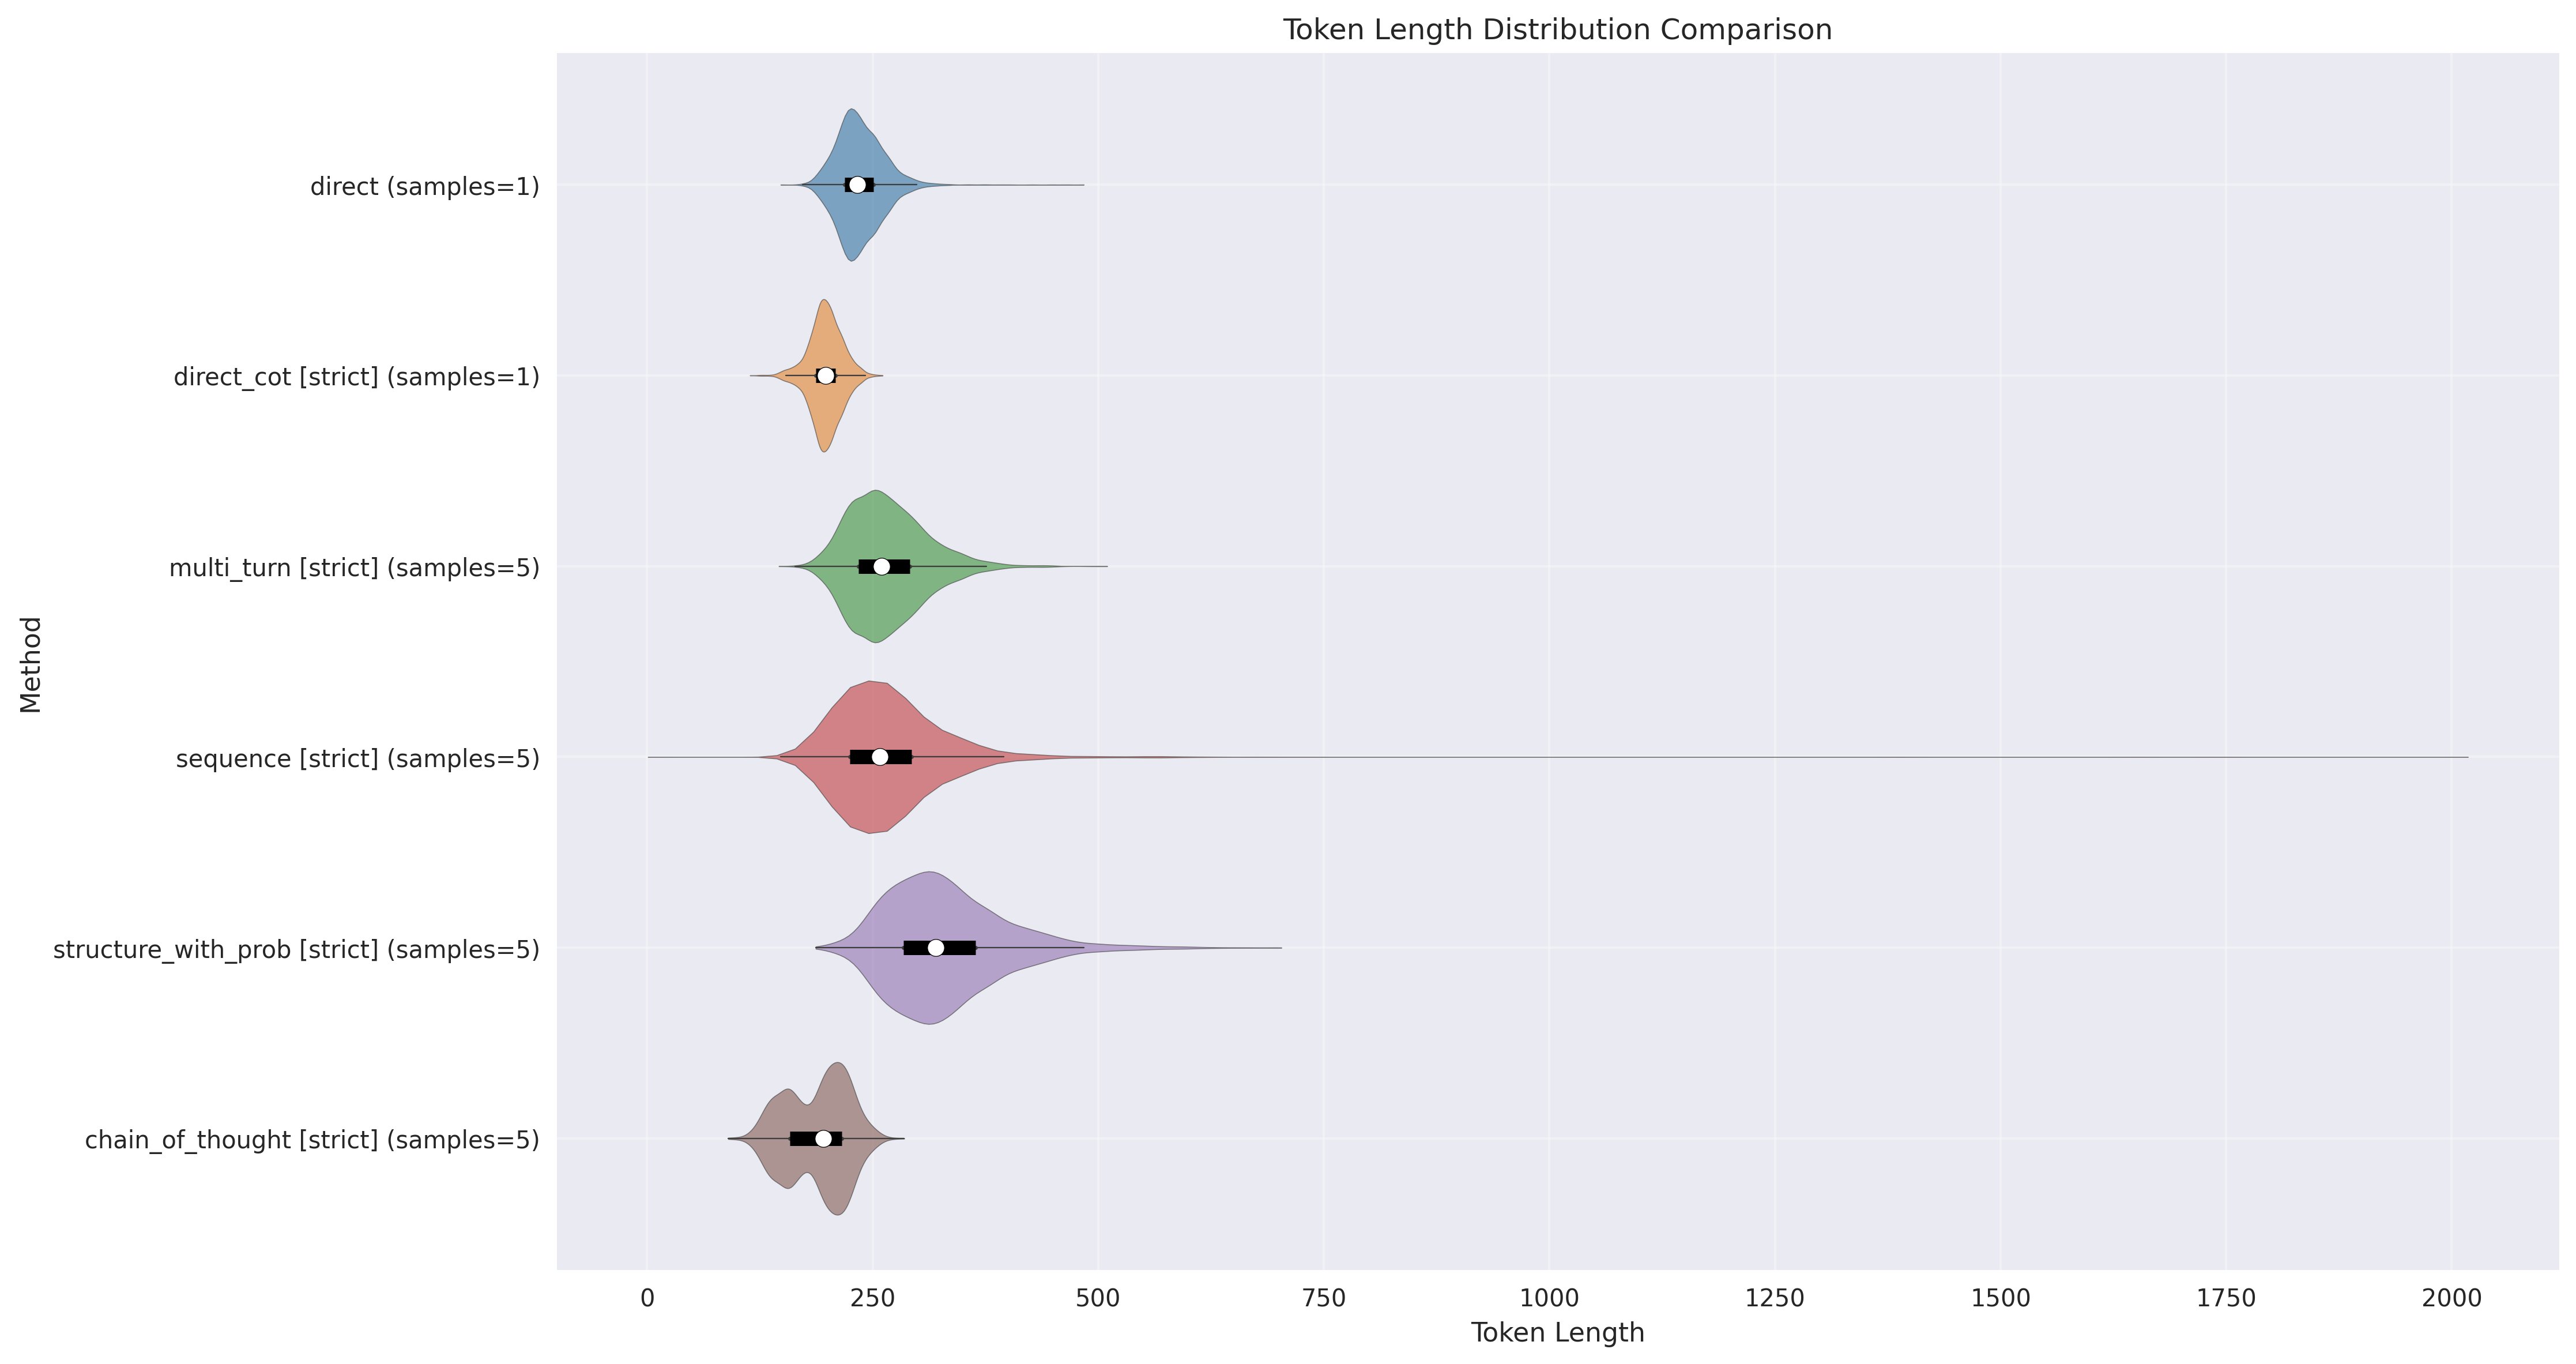 Token Length Distribution Comparison
Method
direct (samples=1)
direct_cot [strict] (samples=1)
multi_turn [strict] (samples=5)
sequence [strict] (samples=5)
structure_with_prob [strict] (samples=5)
chain_of_thought [strict] (samples=5)
0 250 500 750 1000 1250 1500 1750 2000
Token Length